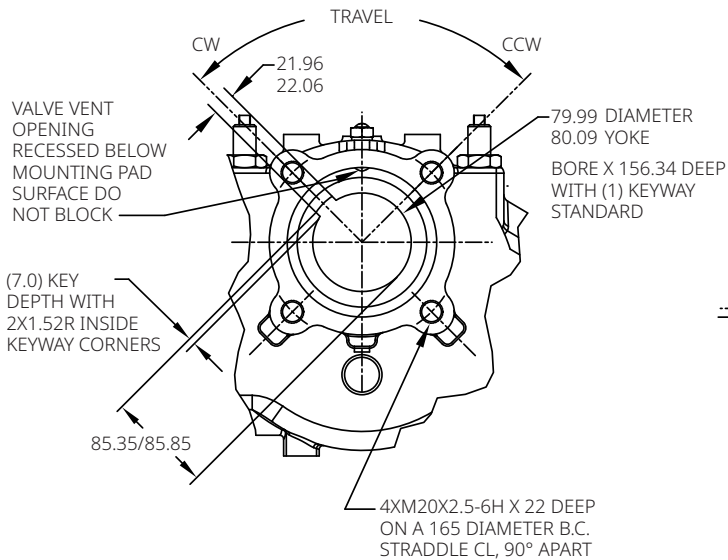 TRAVEL
CW
CCW
21.96
22.06
VALVE VENT
OPENING
RECESSED BELOW
MOUNTING PAD
SURFACE DO
NOT BLOCK
79.99 DIAMETER
80.09 YOKE
BORE X 156.34 DEEP
WITH (1) KEYWAY
STANDARD
(7.0) KEY
DEPTH WITH
2X1.52R INSIDE
KEYWAY CORNERS
85.35/85.85
4XM20X2.5-6H X 22 DEEP
ON A 165 DIAMETER B.C.
STRADDLE CL, 90° APART